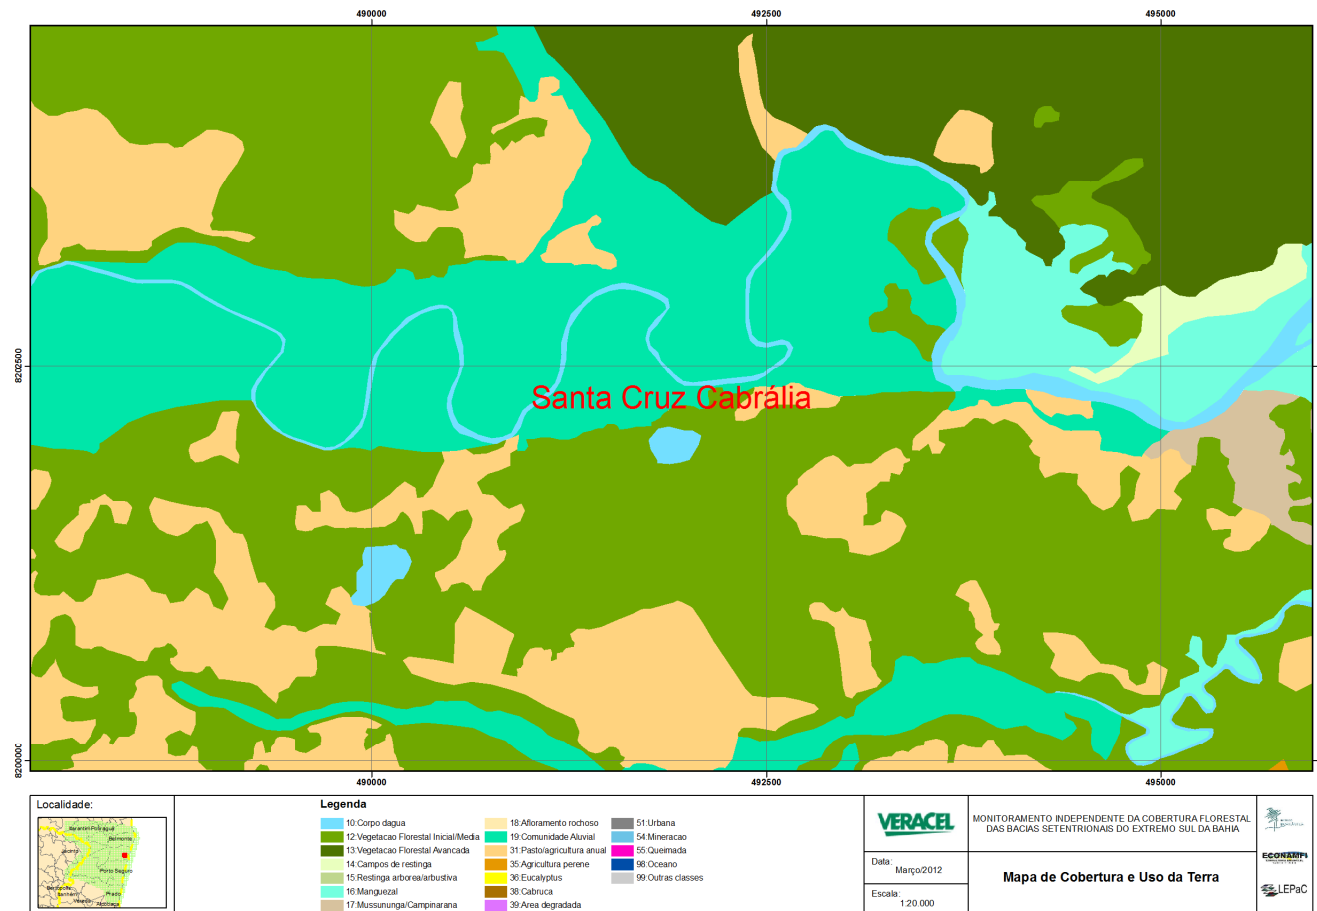 490000 492500 495000
8202500
Santa Cruz Cabrália
8200000
490000 492500 495000
Localidade:
Belmonte
Jacinto
Porto Seguro
Prado
Alcobaça
Legenda
10:Corpo dagua
12:Vegetacao Florestal Inicial/Media
13:Vegetacao Florestal Avancada
14:Campos de restinga
15:Restinga arborea/arbustiva
16:Manguezal
17:Mussununga/Campinarana
18:Afloramento rochoso
19:Comunidade Aluvial
31:Pasto/agricultura anual
35:Agricultura perene
36:Eucalyptus
38:Cabruca
39:Area degradada
51:Urbana
54:Mineracao
55:Queimada
98:Oceano
99:Outras classes
VERACEL
MONITORAMENTO INDEPENDENTE DA COBERTURA FLORESTAL
DAS BACIAS SETENTRIONAIS DO EXTREMO SUL DA BAHIA
Data:
Março/2012
Escala:
1:20.000
Mapa de Cobertura e Uso da Terra
ECONAMFI
LEPaC